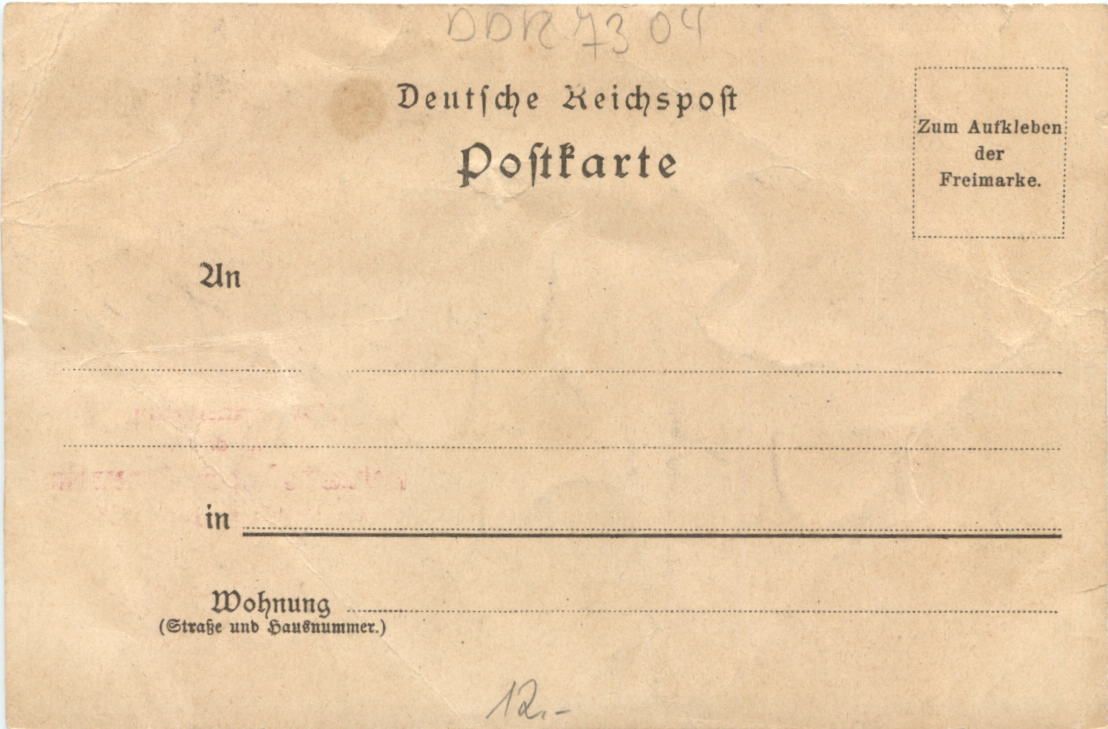 DDR 7304
Deutsche Reichspost
Postkarte
Zum Aufkleben
der
Freimarke.
An
in
Wohnung
(Straße und Hausnummer.)
12.-